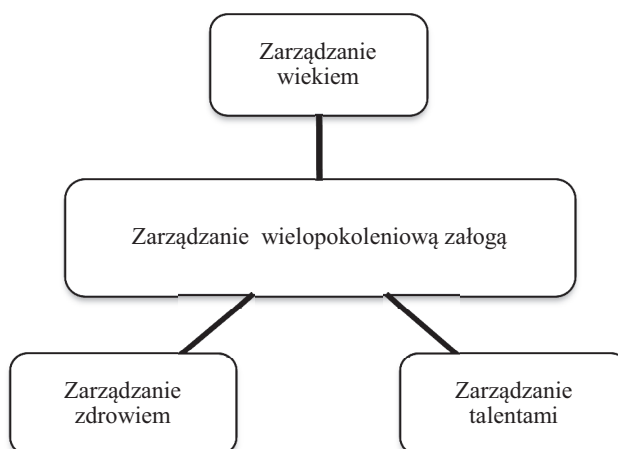 Zarządzanie
wiekiem
Zarządzanie wielopokoleniową załogą
Zarządzanie
zdrowiem
Zarządzanie
talentami